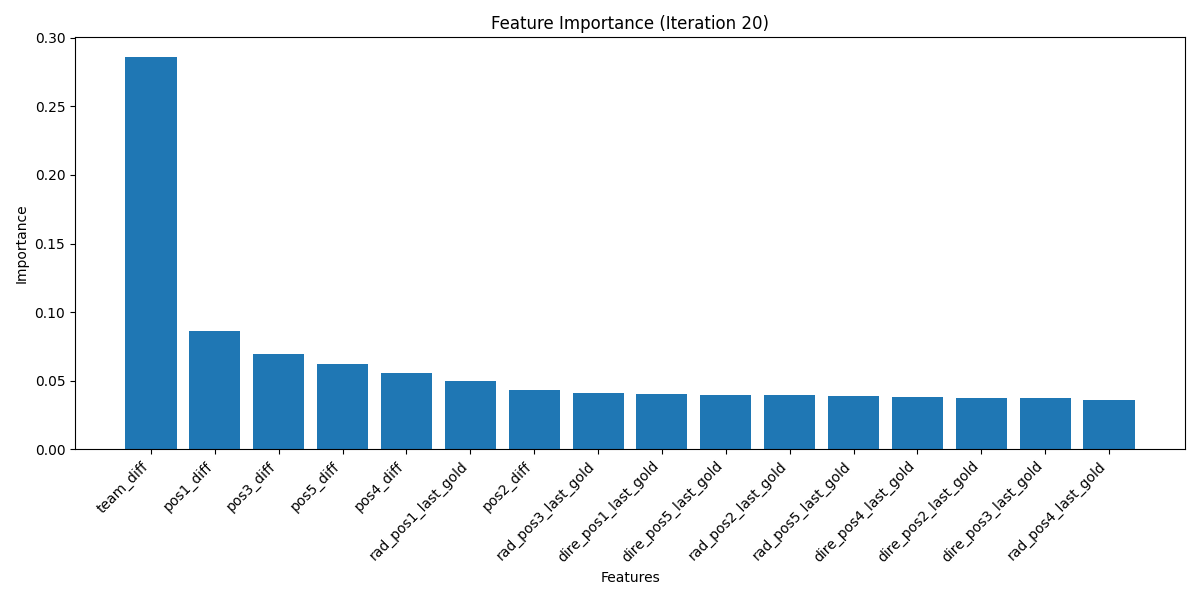 Feature Importance (Iteration 20)
0.30
0.25
0.20
0.15
0.10
0.05
0.00
Importance
team_diff
pos1_diff
pos3_diff
pos5_diff
pos4_diff
rad_pos1_last_gold
pos2_diff
rad_pos3_last_gold
dire_pos1_last_gold
dire_pos5_last_gold
rad_pos2_last_gold
rad_pos5_last_gold
dire_pos4_last_gold
dire_pos2_last_gold
dire_pos3_last_gold
rad_pos4_last_gold
Features